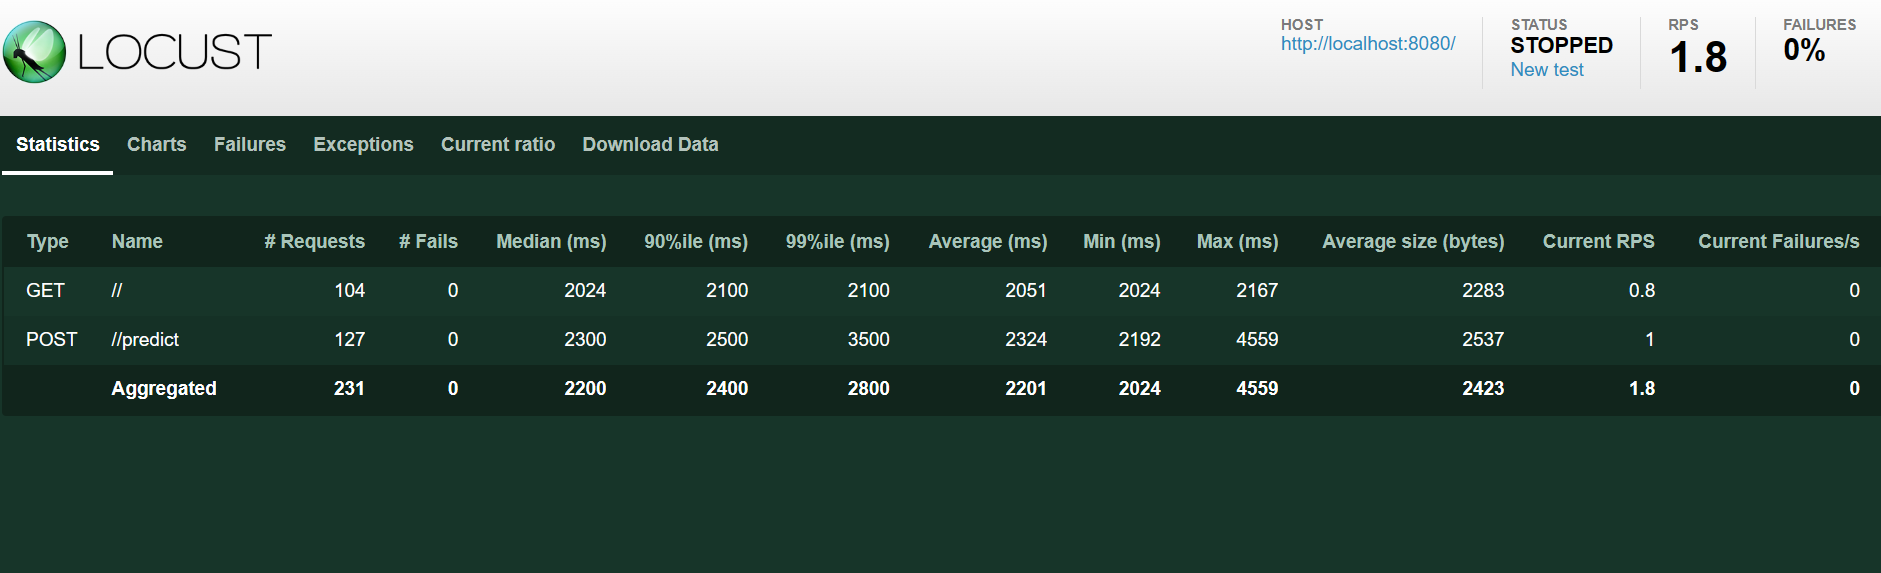 LOCUST
HOST
http://localhost:8080/
STATUS
STOPPED
New test
RPS
1.8
FAILURES
0%
Statistics Charts Failures Exceptions Current ratio Download Data
Type Name # Requests # Fails Median (ms) 90%ile (ms) 99%ile (ms) Average (ms) Min (ms) Max (ms) Average size (bytes) Current RPS Current Failures/s
GET // 104 0 2024 2100 2100 2051 2024 2167 2283 0.8 0
POST //predict 127 0 2300 2500 3500 2324 2192 4559 2537 1 0
Aggregated 231 0 2200 2400 2800 2201 2024 4559 2423 1.8 0